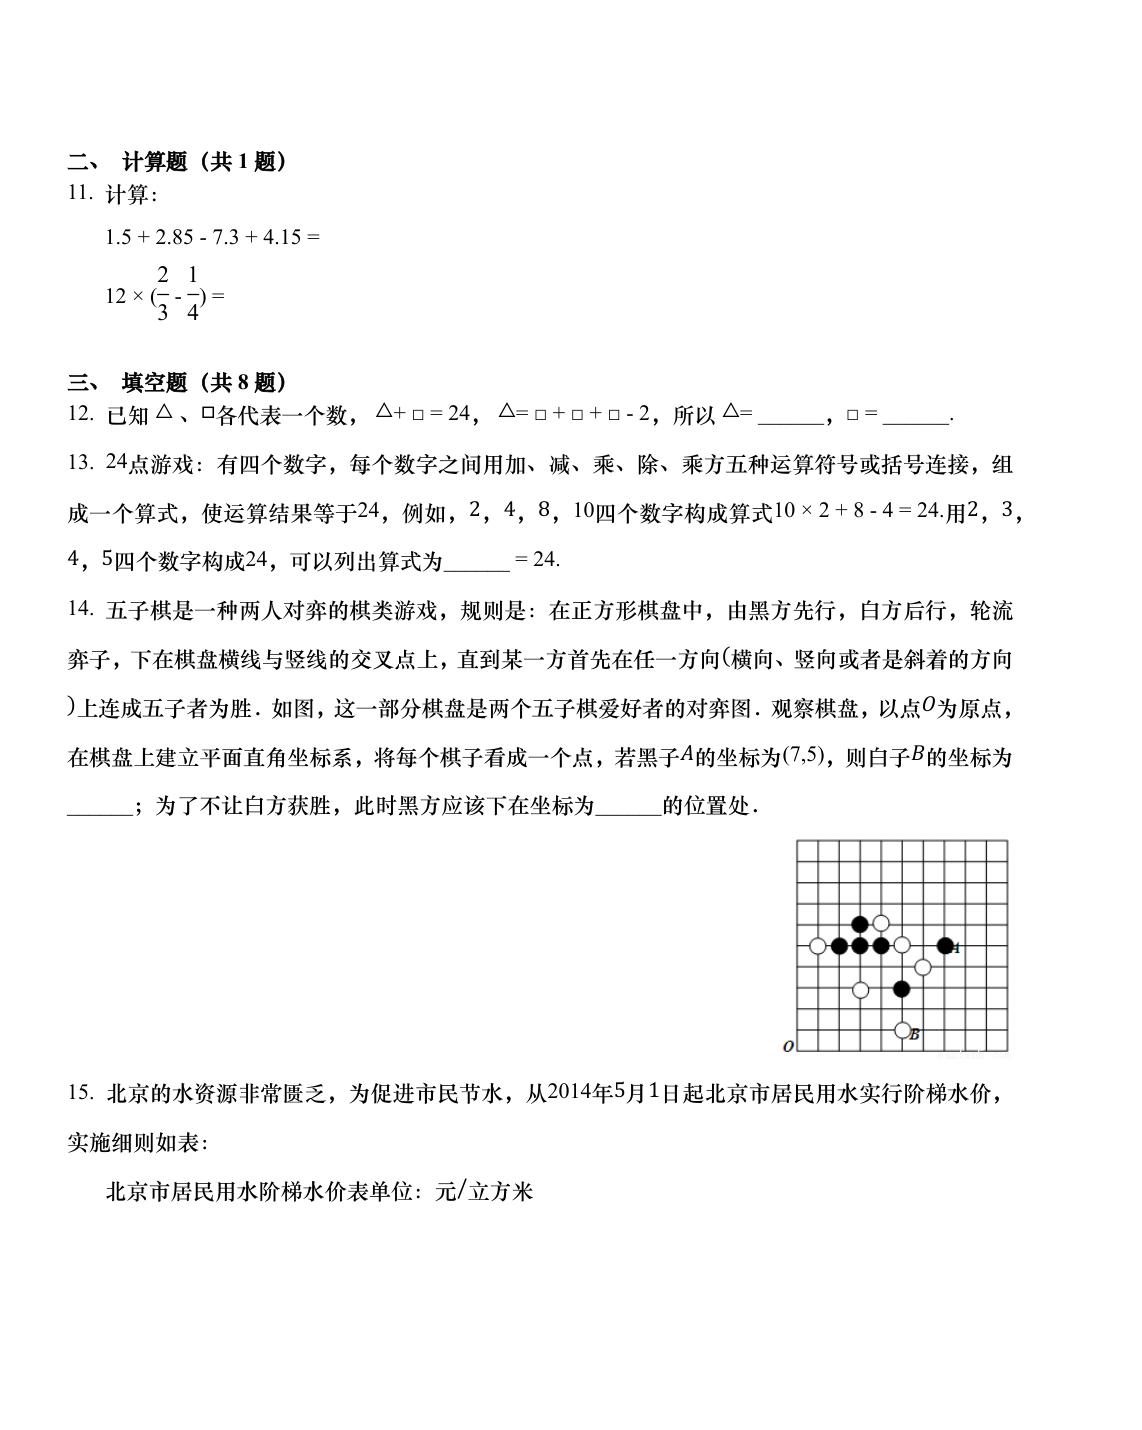 二、 计算题（共 1 题）
11. 计算：
1.5 + 2.85 - 7.3 + 4.15 =
12 × (2/3 - 1/4) =
三、 填空题（共 8 题）
12. 已知 △ 、□各代表一个数， △+ □ = 24， △= □ + □ + □ - 2，所以 △= ______，□ = ______.
13. 24点游戏：有四个数字，每个数字之间用加、减、乘、除、乘方五种运算符号或括号连接，组
成一个算式，使运算结果等于24，例如，2，4，8，10四个数字构成算式10 × 2 + 8 - 4 = 24.用2，3，
4，5四个数字构成24，可以列出算式为______ = 24.
14. 五子棋是一种两人对弈的棋类游戏，规则是：在正方形棋盘中，由黑方先行，白方后行，轮流
弈子，下在棋盘横线与竖线的交叉点上，直到某一方首先在任一方向(横向、竖向或者是斜着的方向
)上连成五子者为胜．如图，这一部分棋盘是两个五子棋爱好者的对弈图．观察棋盘，以点O为原点，
在棋盘上建立平面直角坐标系，将每个棋子看成一个点，若黑子A的坐标为(7,5)，则白子B的坐标为
______；为了不让白方获胜，此时黑方应该下在坐标为______的位置处．
A
B
O
15. 北京的水资源非常匮乏，为促进市民节水，从2014年5月1日起北京市居民用水实行阶梯水价，
实施细则如表：
北京市居民用水阶梯水价表单位：元/立方米